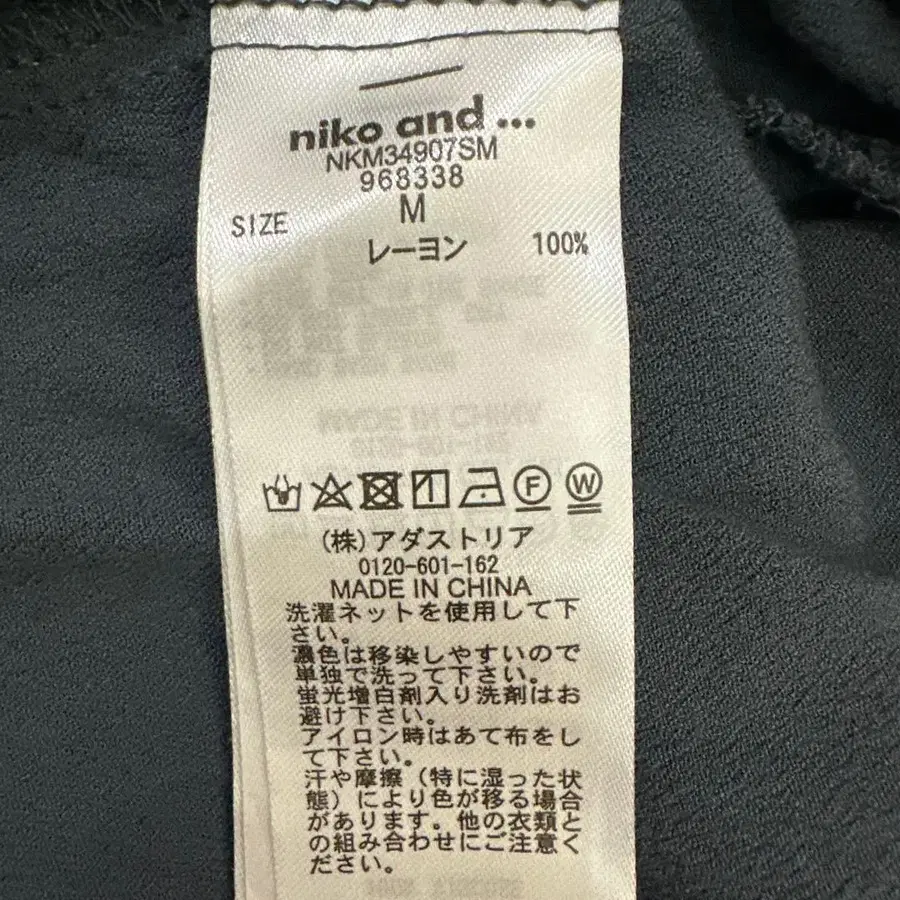 niko and ...
NKM34907SM
968338
SIZE M
レーヨン 100%
F W
(株)アダストリア
0120-601-162
MADE IN CHINA
洗濯ネットを使用して下
さい。
濃色は移染しやすいので
単独で洗って下さい。
蛍光増白剤入り洗剤はお
避け下さい。
アイロン時はあて布をし
て下さい。
汗や摩擦（特に湿った状
態）により色が移る場合
があります。他の衣類と
の組み合わせにご注意く
ださい。